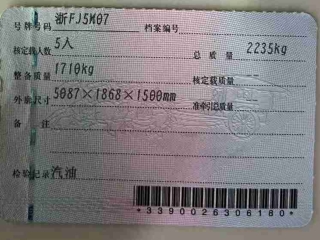 号牌号码 浙FJ5M07 档案编号
核定载人数 5人 总质量 2235kg
整备质量 1710kg 核定载质量 --
外廓尺寸 5087×1868×1500mm 准牵引总质量 --
备注
检验记录 汽油
*3390026306180*